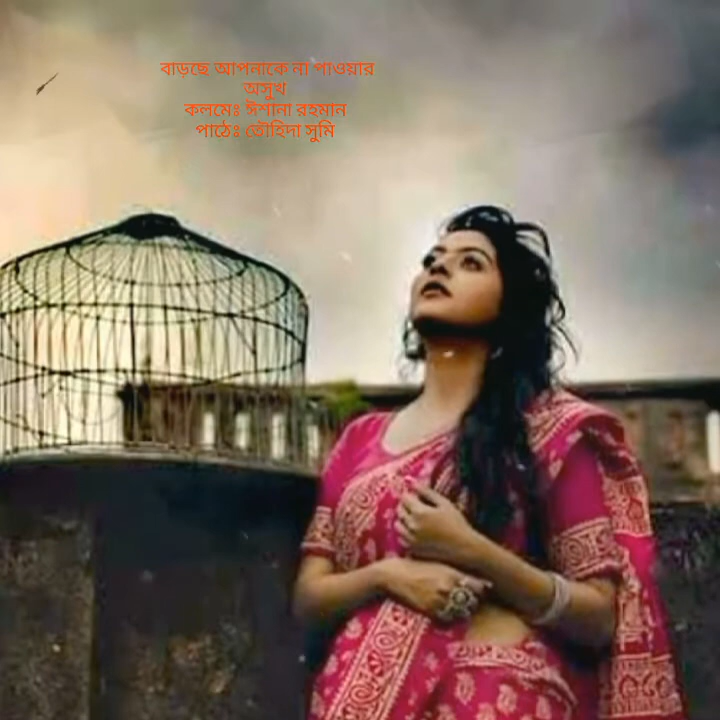 বাড়ছে আপনাকে না পাওয়ার
অসুখ
কলমেঃ ঈশানা রহমান
পাঠেঃ তৌহিদা সুমি